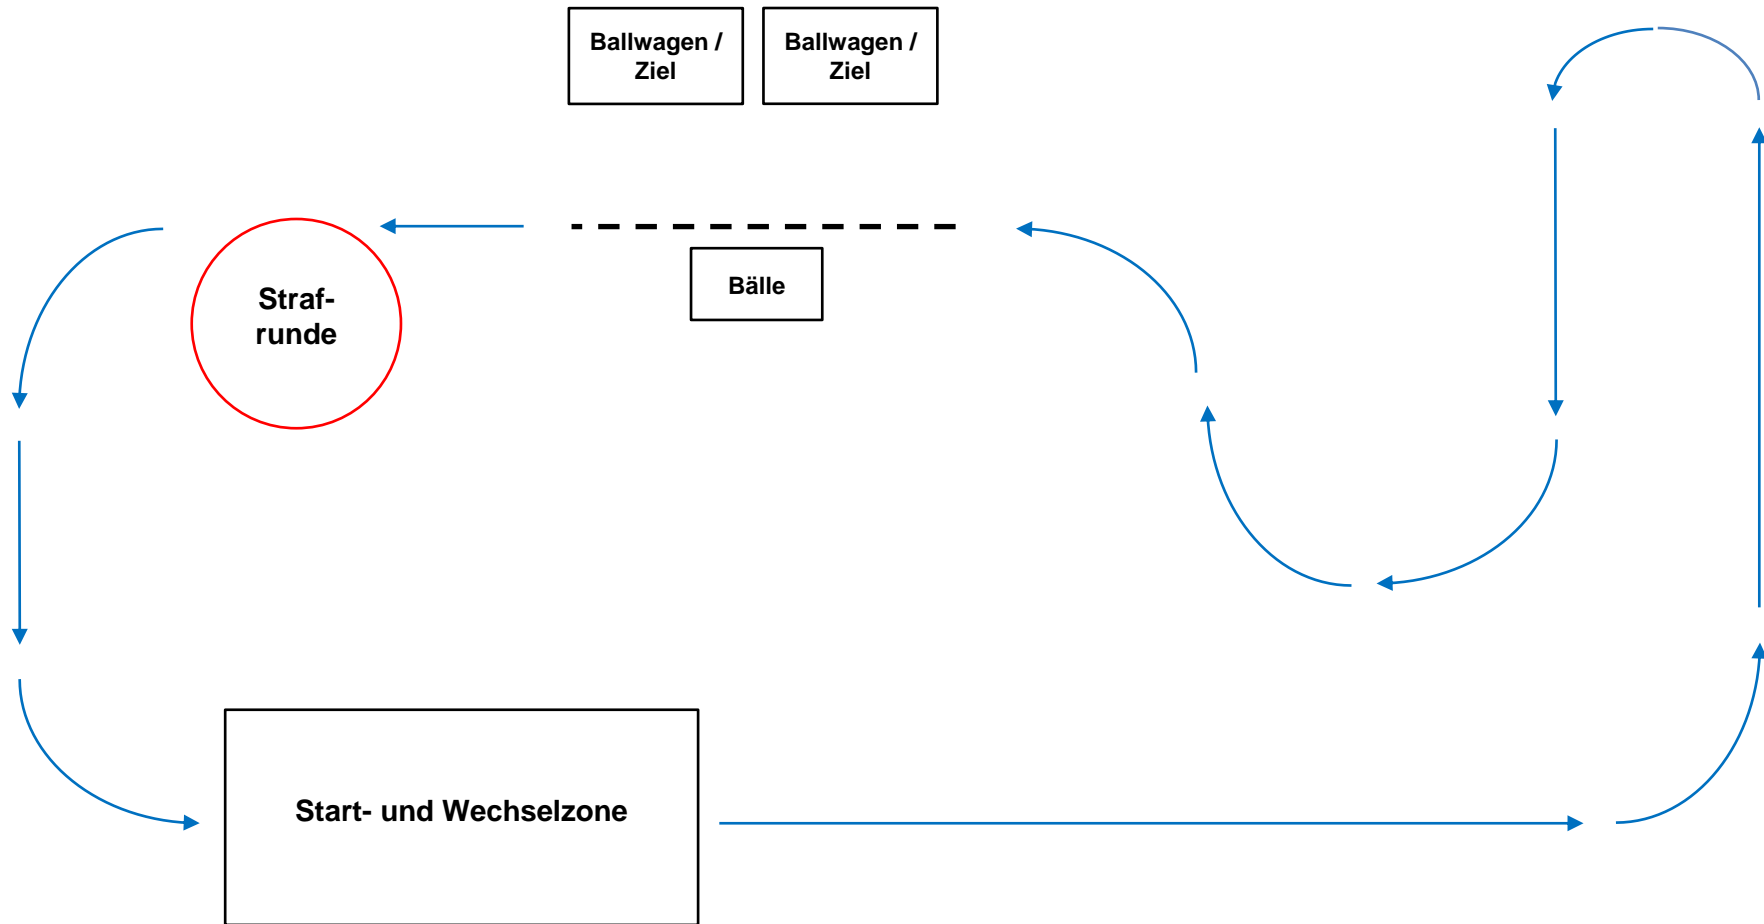 Ballwagen /
Ziel
Ballwagen /
Ziel
Bälle
Straf-
runde
Start- und Wechselzone